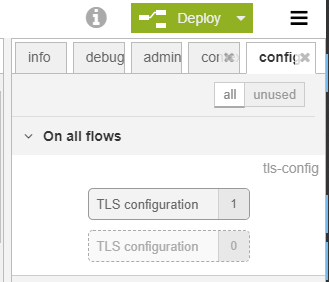 Deploy
info debug admin con config
all unused
On all flows
tls-config
TLS configuration 1
TLS configuration 0